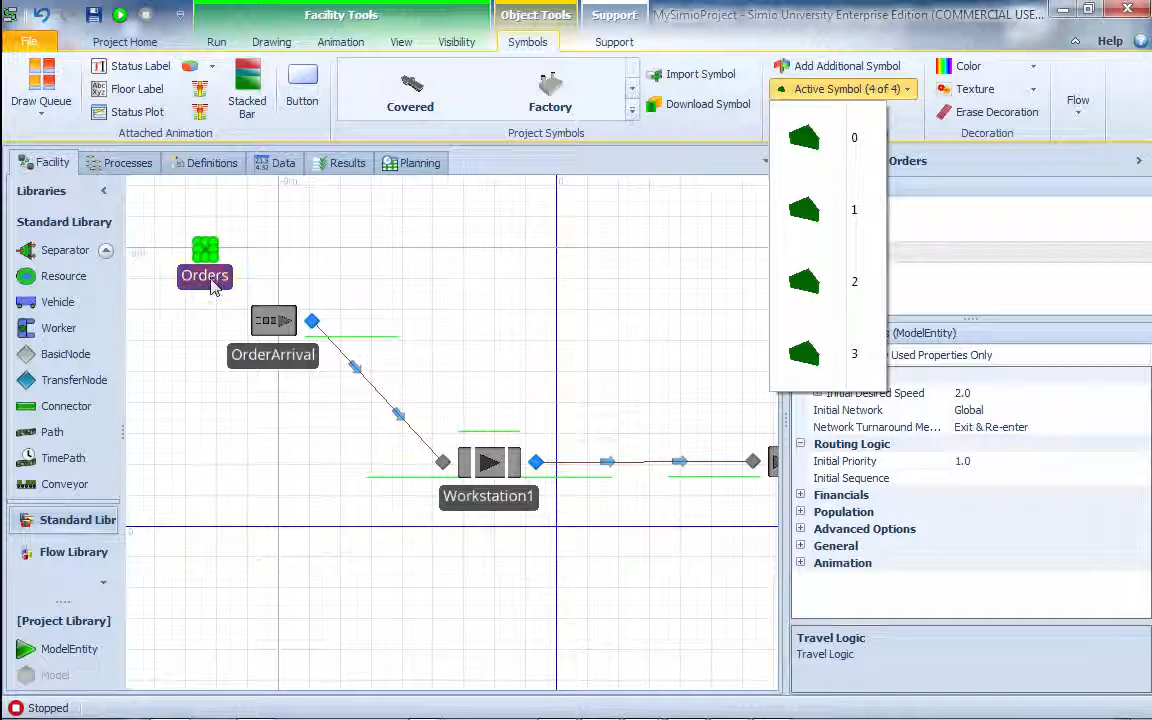 Facility Tools
Object Tools
Support
MySimioProject - Simio University Enterprise Edition (COMMERCIAL USE...
File
Project Home
Run
Drawing
Animation
View
Visibility
Symbols
Support
Help
Draw Queue
Status Label
Floor Label
Status Plot
Stacked
Bar
Button
Attached Animation
Covered
Factory
Project Symbols
Import Symbol
Download Symbol
Add Additional Symbol
Active Symbol (4 of 4)
Color
Texture
Erase Decoration
Decoration
Flow
0
1
2
3
Facility
Processes
Definitions
Data
Results
Planning
Libraries
Standard Library
Separator
Resource
Vehicle
Worker
BasicNode
TransferNode
Connector
Path
TimePath
Conveyor
Standard Libr
Flow Library
[Project Library]
ModelEntity
Model
0
0
Orders
OrderArrival
Workstation1
Orders
(ModelEntity)
Used Properties Only
Initial Desired Speed 2.0
Initial Network Global
Network Turnaround Me... Exit & Re-enter
Routing Logic
Initial Priority 1.0
Initial Sequence
Financials
Population
Advanced Options
General
Animation
Travel Logic
Travel Logic
Stopped